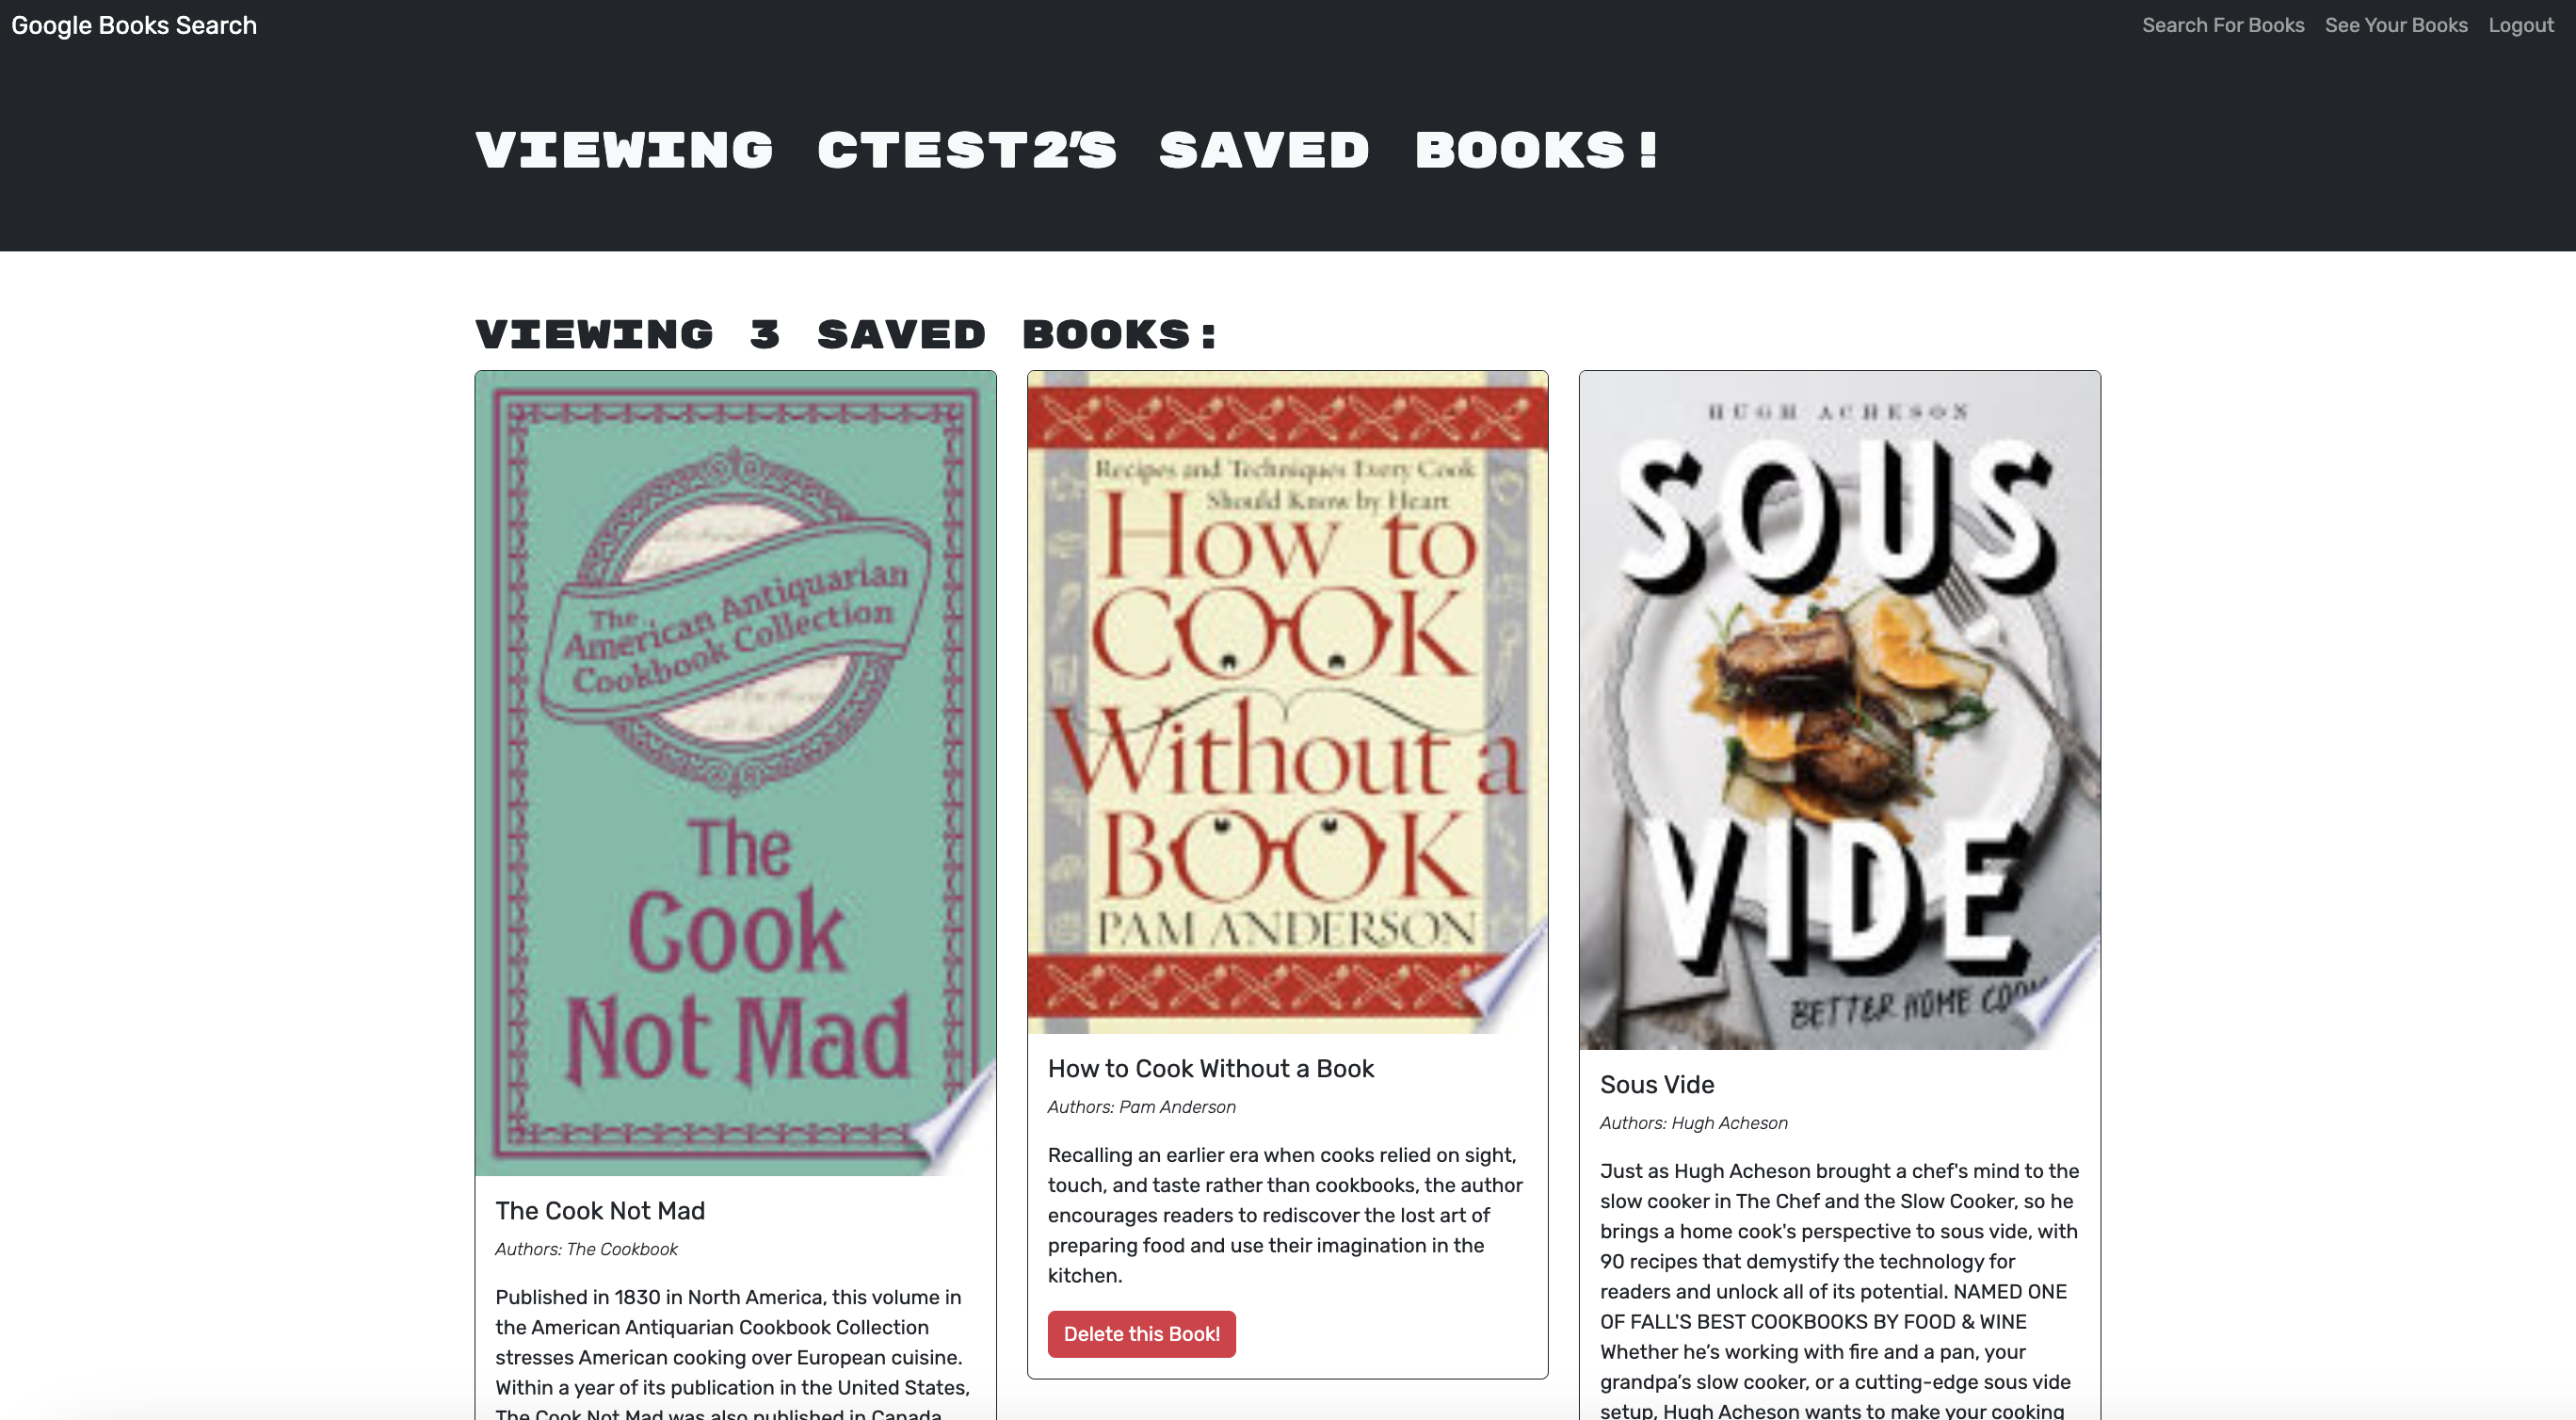 Google Books Search
Search For Books See Your Books Logout
VIEWING CTEST2'S SAVED BOOKS!
VIEWING 3 SAVED BOOKS:
The
American Antiquarian
Cookbook Collection
The
Cook
Not Mad
The Cook Not Mad
Authors: The Cookbook
Published in 1830 in North America, this volume in
the American Antiquarian Cookbook Collection
stresses American cooking over European cuisine.
Within a year of its publication in the United States,
The Cook Not Mad was also published in Canada
Recipes and Techniques Every Cook
Should Know by Heart
How to
COOK
Without a
BOOK
PAM ANDERSON
How to Cook Without a Book
Authors: Pam Anderson
Recalling an earlier era when cooks relied on sight,
touch, and taste rather than cookbooks, the author
encourages readers to rediscover the lost art of
preparing food and use their imagination in the
kitchen.
Delete this Book!
HUGH ACHESON
SOUS
VIDE
BETTER HOME
Sous Vide
Authors: Hugh Acheson
Just as Hugh Acheson brought a chef's mind to the
slow cooker in The Chef and the Slow Cooker, so he
brings a home cook's perspective to sous vide, with
90 recipes that demystify the technology for
readers and unlock all of its potential. NAMED ONE
OF FALL'S BEST COOKBOOKS BY FOOD & WINE
Whether he’s working with fire and a pan, your
grandpa’s slow cooker, or a cutting-edge sous vide
setup, Hugh Acheson wants to make your cooking